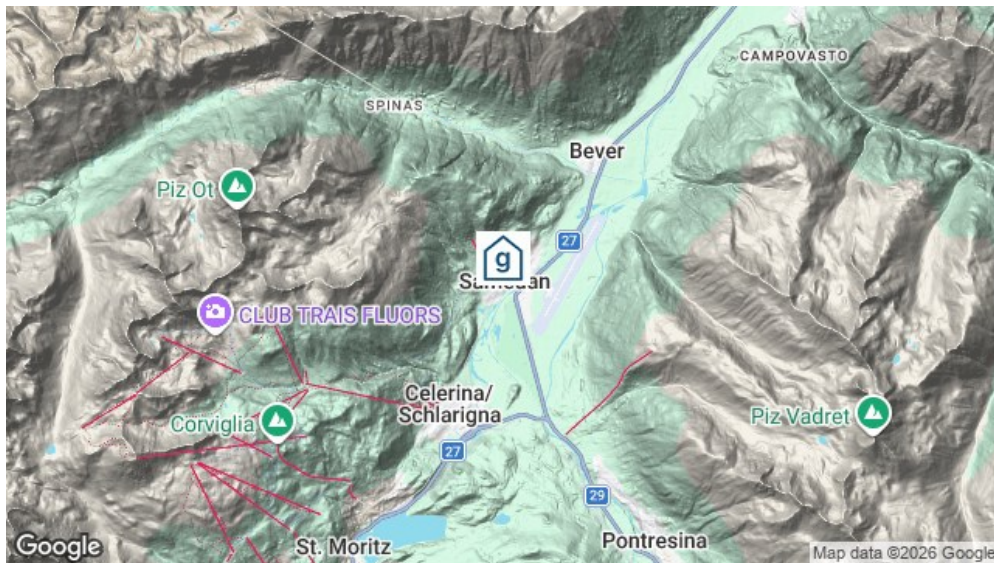 CAMPOVASTO
SPINAS
Bever
Piz Ot
27
g
Samedan
CLUB TRAIS FLUORS
Celerina/
Schlarigna
Corviglia
Piz Vadret
27
29
St. Moritz
Pontresina
Google
Map data ©2026 Google